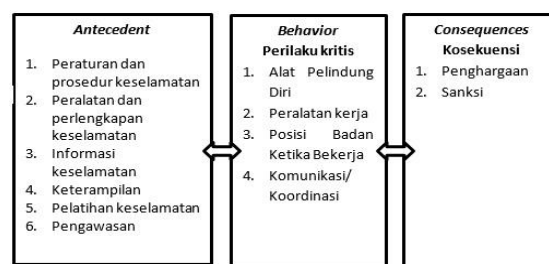 Antecedent
1. Peraturan dan
prosedur keselamatan
2. Peralatan dan
perlengkapan
keselamatan
3. Informasi
keselamatan
4. Keterampilan
5. Pelatihan keselamatan
6. Pengawasan
Behavior
Perilaku kritis
1. Alat Pelindung
Diri
2. Peralatan kerja
3. Posisi Badan
Ketika Bekerja
4. Komunikasi/
Koordinasi
Consequences
Kosekuensi
1. Penghargaan
2. Sanksi